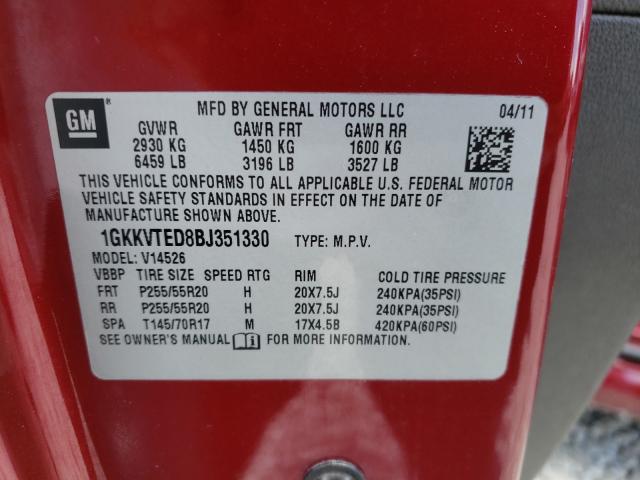 GM ®
MFD BY GENERAL MOTORS LLC 04/11
GVWR GAWR FRT GAWR RR
2930 KG 1450 KG 1600 KG
6459 LB 3196 LB 3527 LB
THIS VEHICLE CONFORMS TO ALL APPLICABLE U.S. FEDERAL MOTOR
VEHICLE SAFETY STANDARDS IN EFFECT ON THE DATE OF
MANUFACTURE SHOWN ABOVE.
1GKKVTED8BJ351330 TYPE: M.P.V.
MODEL: V14526
VBBP TIRE SIZE SPEED RTG RIM COLD TIRE PRESSURE
FRT P255/55R20 H 20X7.5J 240KPA(35PSI)
RR P255/55R20 H 20X7.5J 240KPA(35PSI)
SPA T145/70R17 M 17X4.5B 420KPA(60PSI)
SEE OWNER'S MANUAL i FOR MORE INFORMATION.